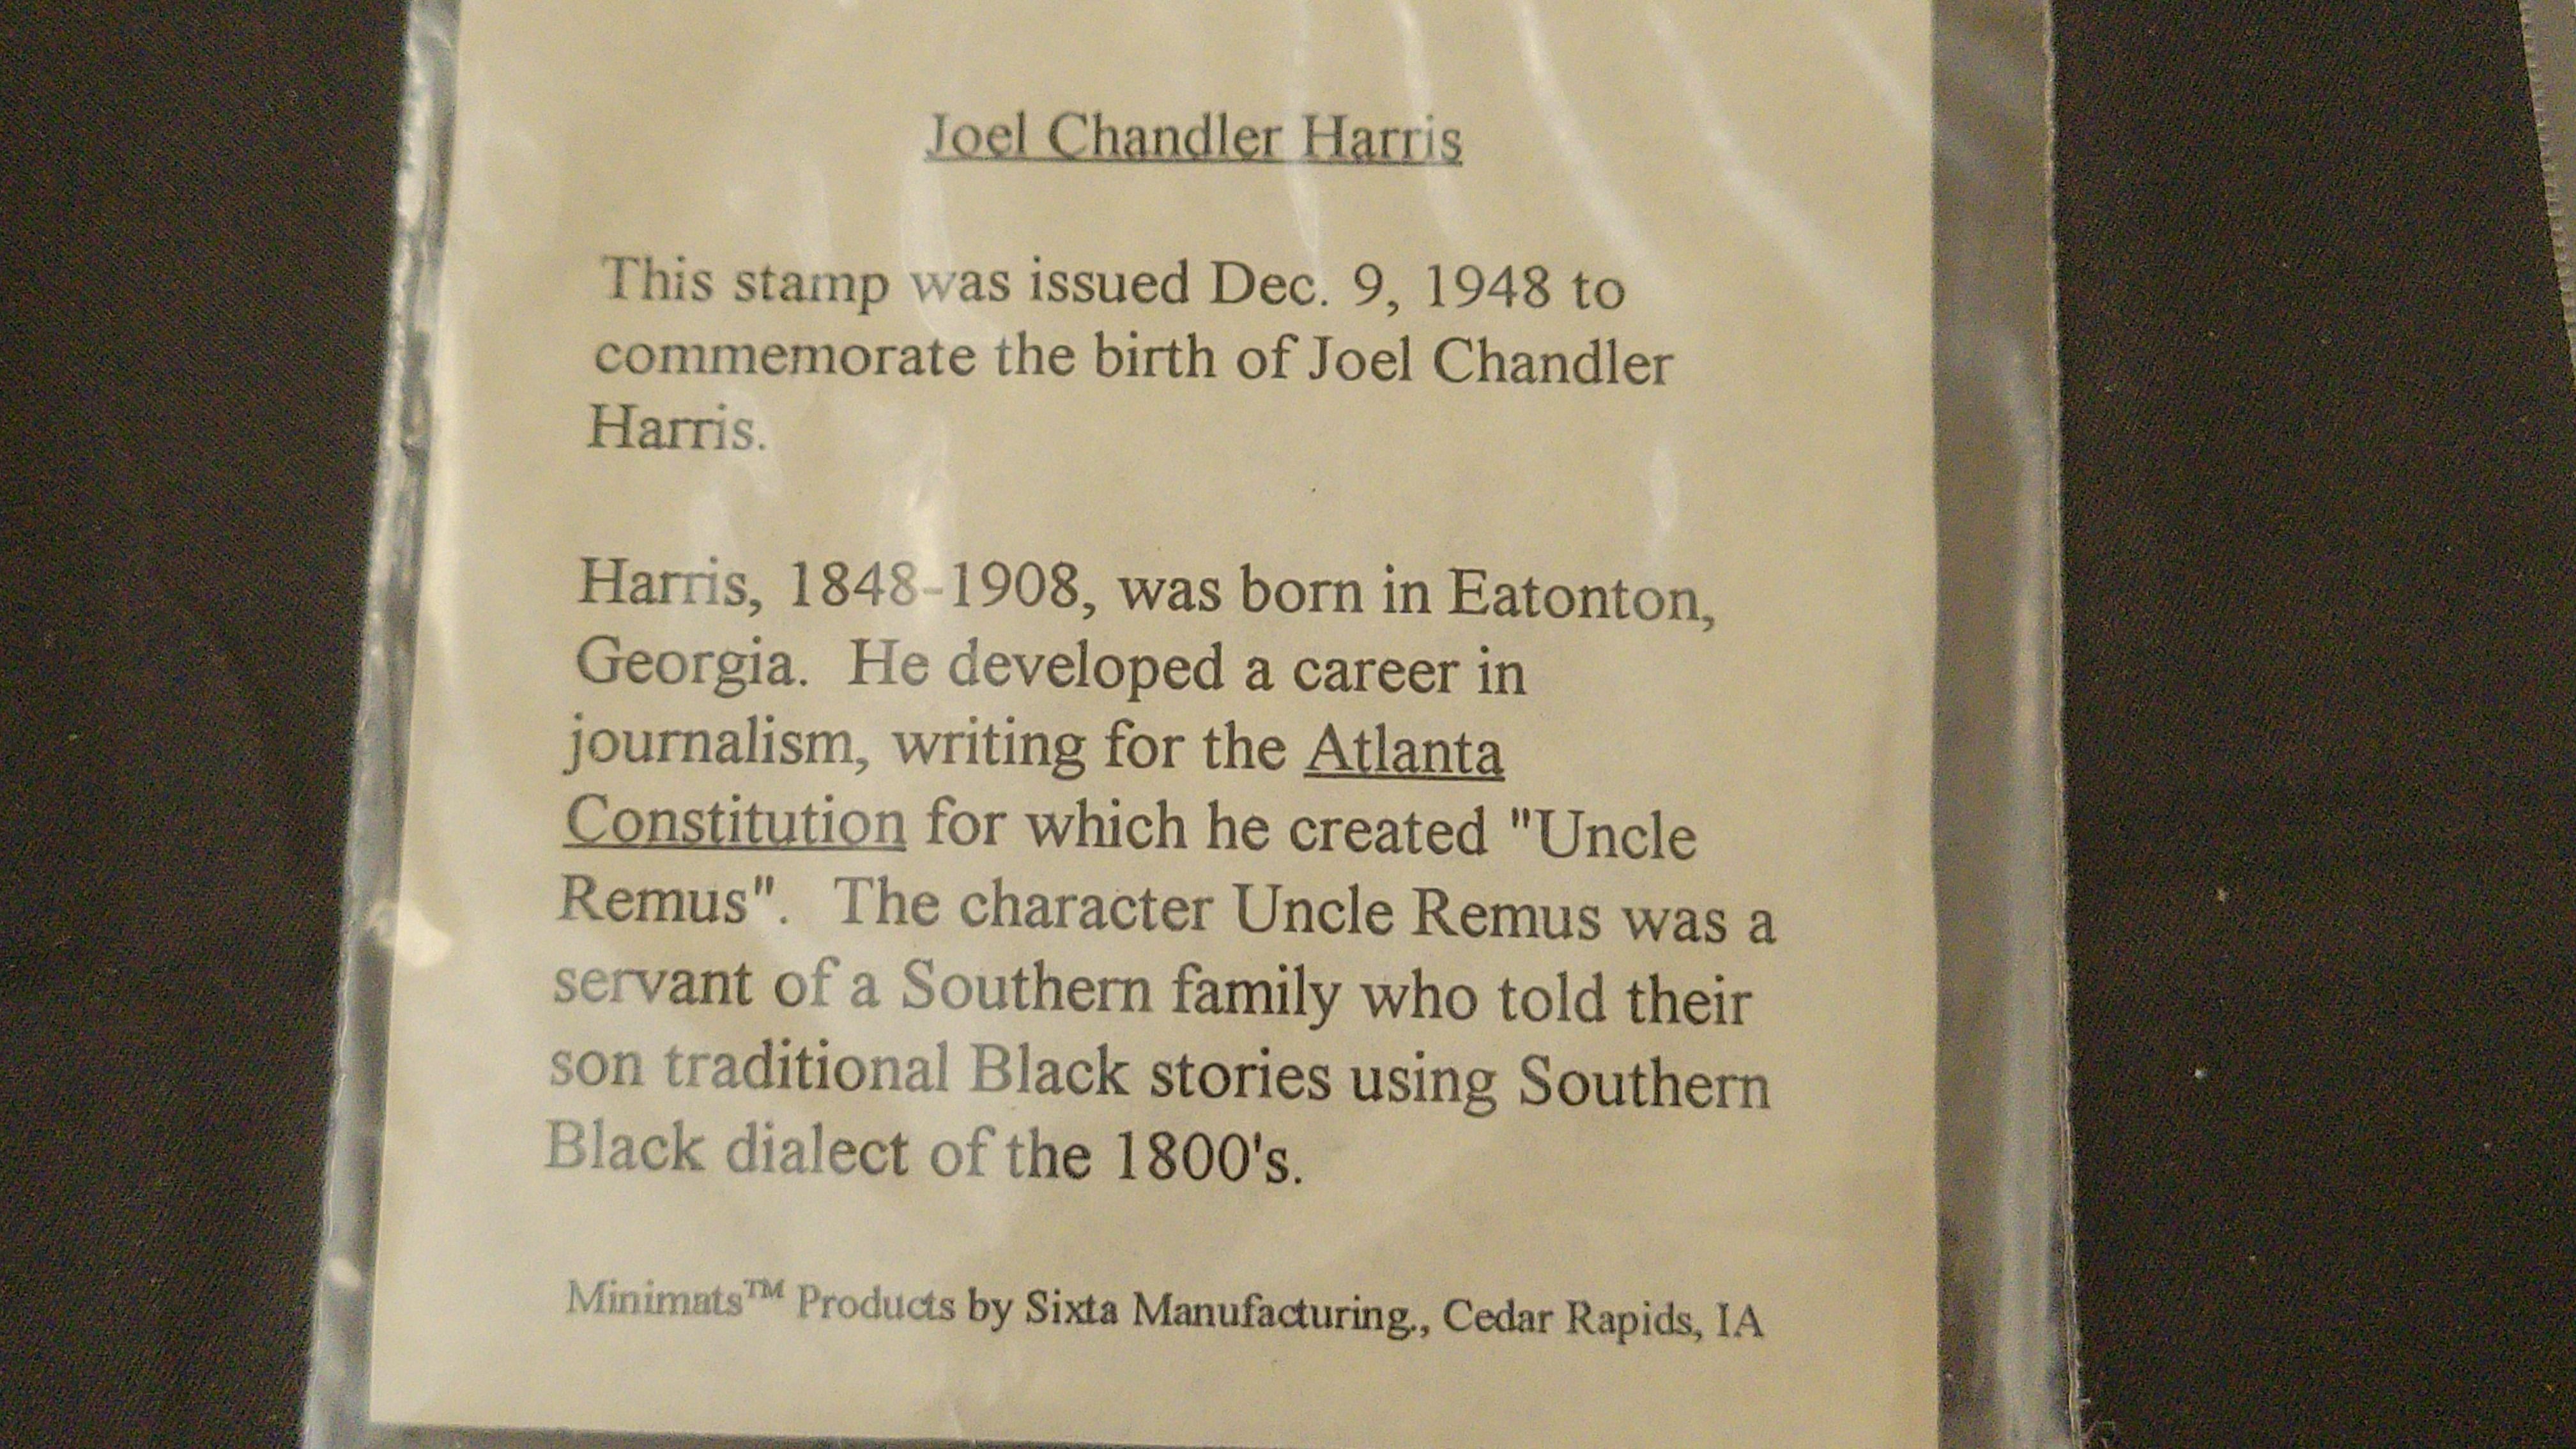 Joel Chandler Harris
This stamp was issued Dec. 9, 1948 to
commemorate the birth of Joel Chandler
Harris.
Harris, 1848-1908, was born in Eatonton,
Georgia.  He developed a career in
journalism, writing for the Atlanta
Constitution for which he created "Uncle
Remus".  The character Uncle Remus was a
servant of a Southern family who told their
son traditional Black stories using Southern
Black dialect of the 1800's.
Minimats™ Products by Sixta Manufacturing., Cedar Rapids, IA